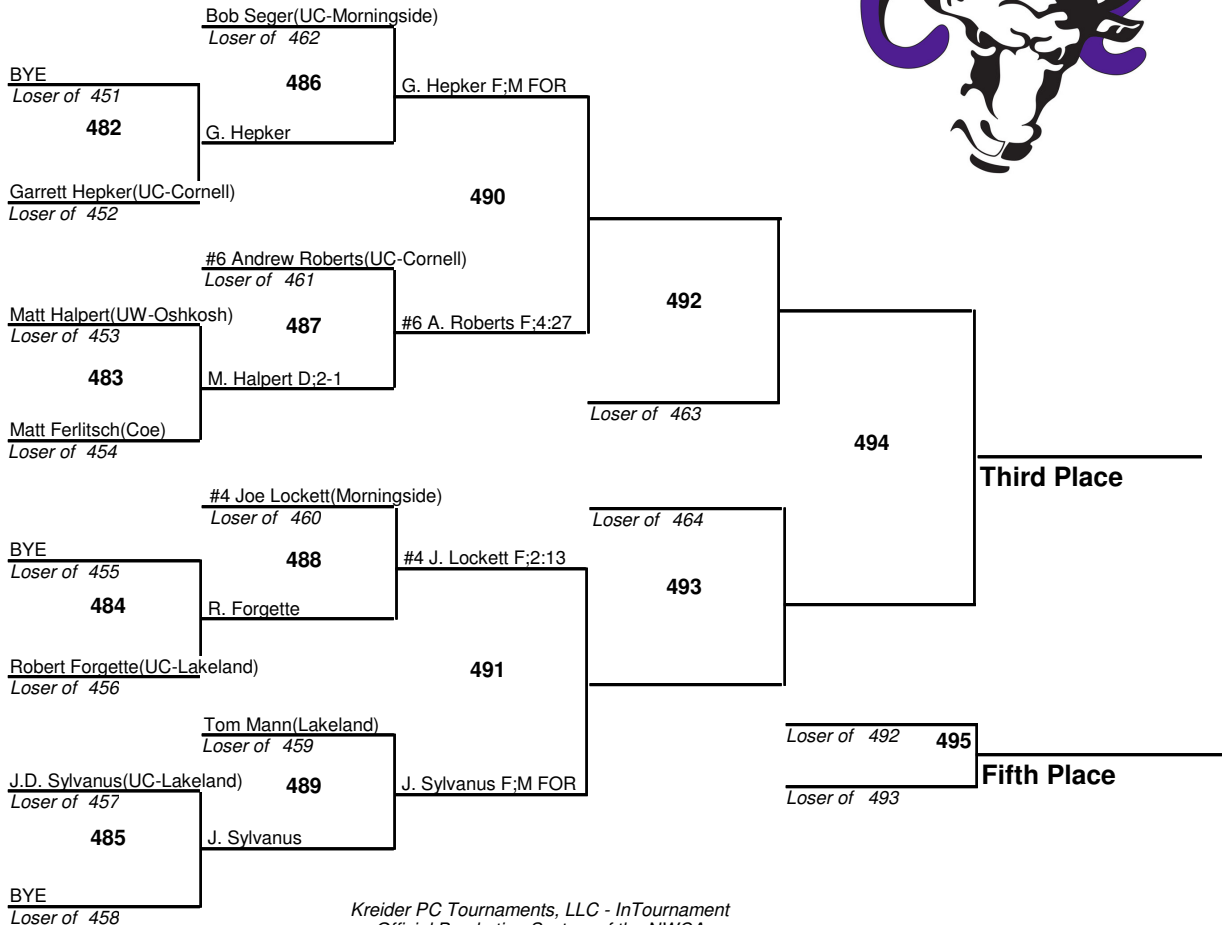 Bob Seger(UC-Morningside)
Loser of 462
BYE
Loser of 451
486
G. Hepker F;M FOR
482
G. Hepker
Garrett Hepker(UC-Cornell)
Loser of 452
490
#6 Andrew Roberts(UC-Cornell)
Loser of 461
Matt Halpert(UW-Oshkosh)
Loser of 453
487
#6 A. Roberts F;4:27
492
483
M. Halpert D;2-1
Loser of 463
Matt Ferlitsch(Coe)
Loser of 454
494
Third Place
#4 Joe Lockett(Morningside)
Loser of 460
Loser of 464
BYE
Loser of 455
488
#4 J. Lockett F;2:13
493
484
R. Forgette
Robert Forgette(UC-Lakeland)
Loser of 456
491
Tom Mann(Lakeland)
Loser of 459
Loser of 492
495
Fifth Place
J.D. Sylvanus(UC-Lakeland)
Loser of 457
489
J. Sylvanus F;M FOR
Loser of 493
485
J. Sylvanus
BYE
Loser of 458
Kreider PC Tournaments, LLC - InTournament